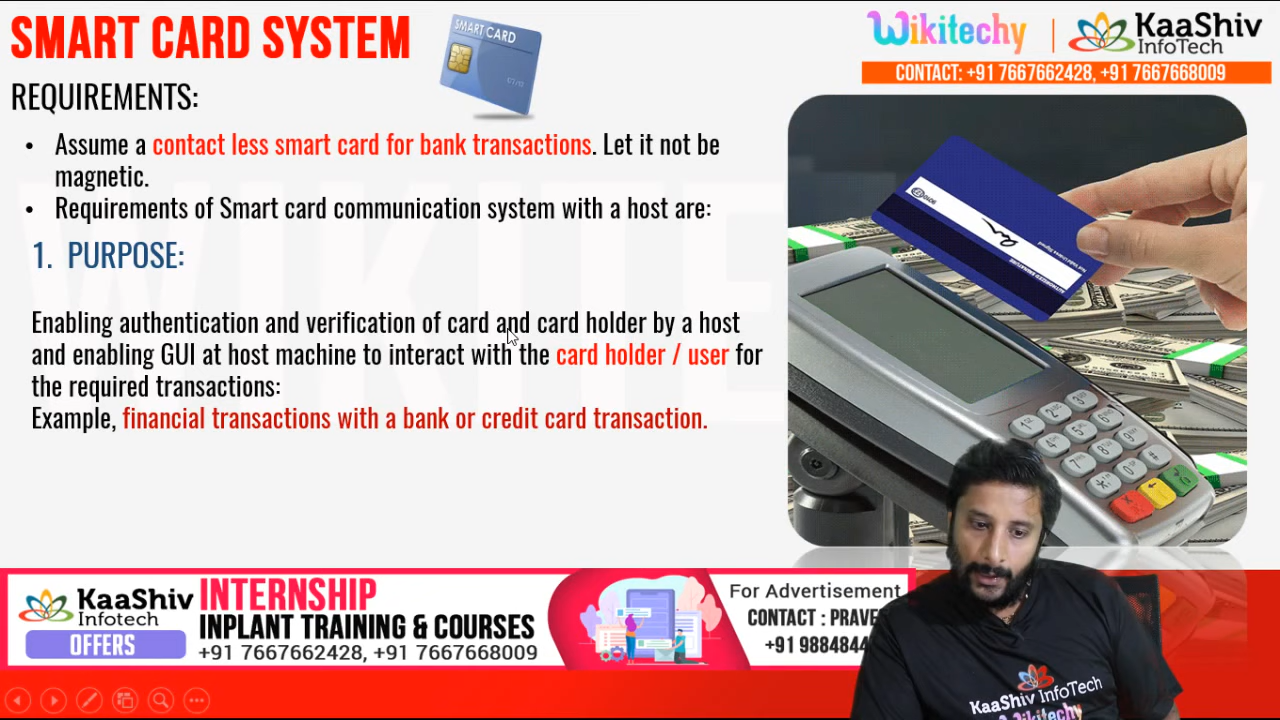 SMART CARD SYSTEM
SMART CARD
Wikitechy
KaaShiv
InfoTech
CONTACT: +91 7667662428, +91 7667668009
REQUIREMENTS:
• Assume a contact less smart card for bank transactions. Let it not be
magnetic.
• Requirements of Smart card communication system with a host are:
1. PURPOSE:
Enabling authentication and verification of card and card holder by a host
and enabling GUI at host machine to interact with the card holder / user for
the required transactions:
Example, financial transactions with a bank or credit card transaction.
KaaShiv
Infotech
OFFERS
INTERNSHIP
INPLANT TRAINING & COURSES
+91 7667662428, +91 7667668009
For Advertisement
CONTACT :
+91
KaaShiv InfoTech
Wikitechy